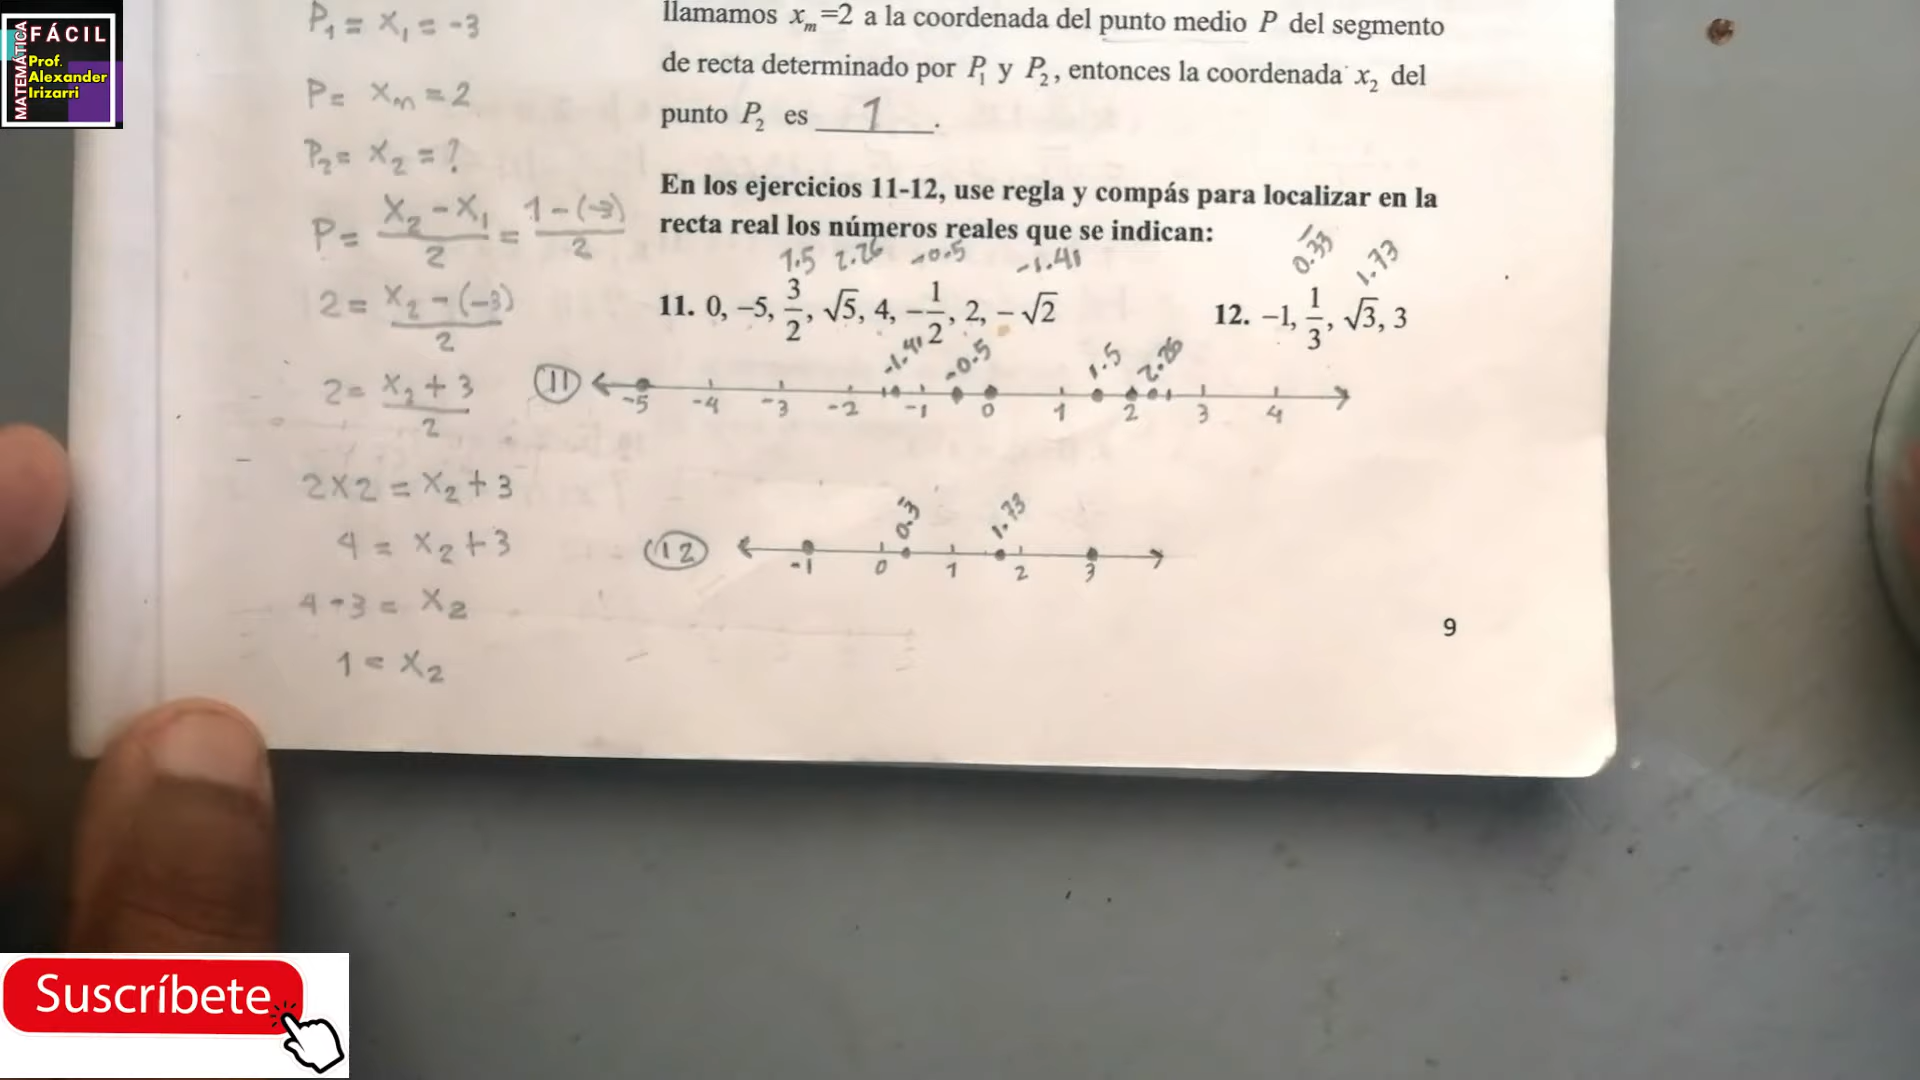 MATEMÁTICA
FÁCIL
Prof.
Alexander
Irizarri
P₁ = x₁ = -3
P = xₘ = 2
P₂ = x₂ = ?
P = (x₂ - x₁)/2 = (1 - (-3))/2
2 = (x₂ - (-3))/2
2 = (x₂ + 3)/2
2x2 = x₂ + 3
4 = x₂ + 3
4 - 3 = x₂
1 = x₂
llamamos xₘ=2 a la coordenada del punto medio P del segmento
de recta determinado por P₁ y P₂, entonces la coordenada x₂ del
punto P₂ es 1.
En los ejercicios 11-12, use regla y compás para localizar en la
recta real los números reales que se indican:
1.5 2.26 -0.5 -1.41
0.33 1.73
11. 0, –5, 3/2, √5, 4, –1/2, 2, – √2
12. –1, 1/3, √3, 3
-1.41 -0.5 1.5 2.26
11
-5 -4 -3 -2 -1 0 1 2 3 4
0.3 1.73
12
-1 0 1 2 3
9
Suscríbete